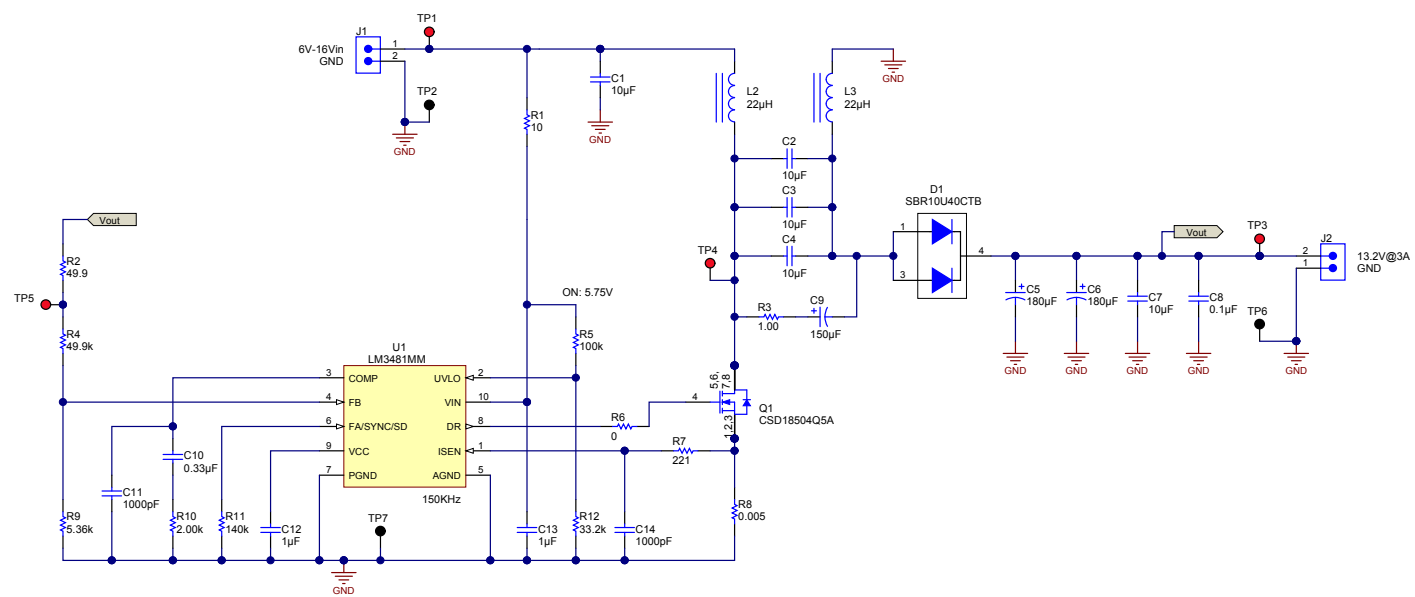 TP1
J1
6V-16Vin
1
GND
2
TP2
GND
C1
10µF
GND
R1
10
L2
22µH
L3
22µH
GND
C2
10µF
C3
10µF
C4
10µF
D1
SBR10U40CTB
1
3
4
Vout
TP3
J2
2
1
13.2V@3A
GND
C5
180µF
C6
180µF
C7
10µF
C8
0.1µF
TP6
GND
GND
GND
GND
GND
TP4
R3
1.00
C9
150µF
Vout
R2
49.9
TP5
R4
49.9k
ON: 5.75V
R5
100k
U1
LM3481MM
3
COMP
UVLO
2
4
FB
VIN
10
6
FA/SYNC/SD
DR
8
9
VCC
ISEN
1
7
PGND
AGND
5
150KHz
R6
0
4
5,6,
7,8
1,2,3
Q1
CSD18504Q5A
R7
221
C10
0.33µF
C11
1000pF
R9
5.36k
R10
2.00k
R11
140k
C12
1µF
TP7
C13
1µF
R12
33.2k
C14
1000pF
R8
0.005
GND